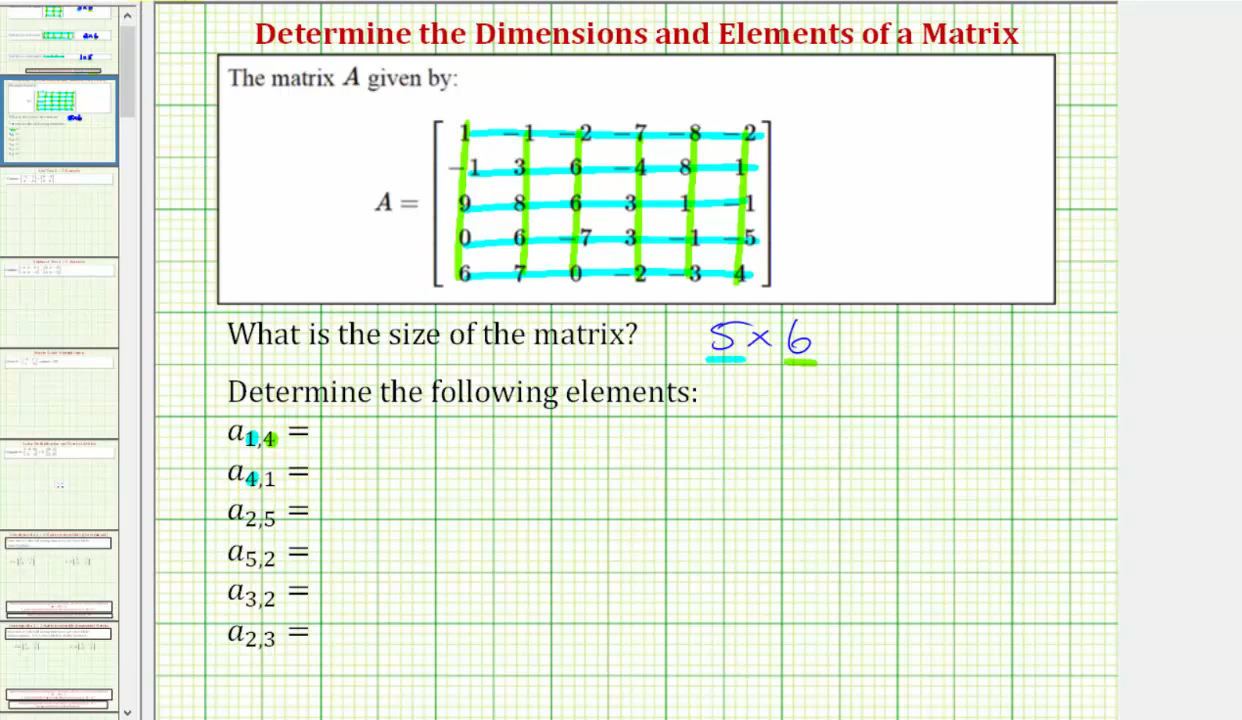 Determine the Dimensions and Elements of a Matrix
The matrix A given by:
1 −1 −2 −7 −8 −2
−1 3 6 −4 8 1
A = 9 8 6 3 1 −1
0 6 −7 3 −1 −5
6 7 0 −2 −3 4
What is the size of the matrix? 5 × 6
Determine the following elements:
a1,4 =
a4,1 =
a2,5 =
a5,2 =
a3,2 =
a2,3 =